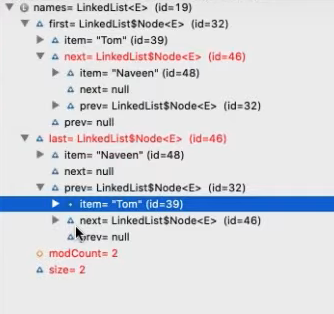 names= LinkedList<E> (id=19)
first= LinkedList$Node<E> (id=32)
item= "Tom" (id=39)
next= LinkedList$Node<E> (id=46)
item= "Naveen" (id=48)
next= null
prev= LinkedList$Node<E> (id=32)
prev= null
last= LinkedList$Node<E> (id=46)
item= "Naveen" (id=48)
next= null
prev= LinkedList$Node<E> (id=32)
item= "Tom" (id=39)
next= LinkedList$Node<E> (id=46)
prev= null
modCount= 2
size= 2